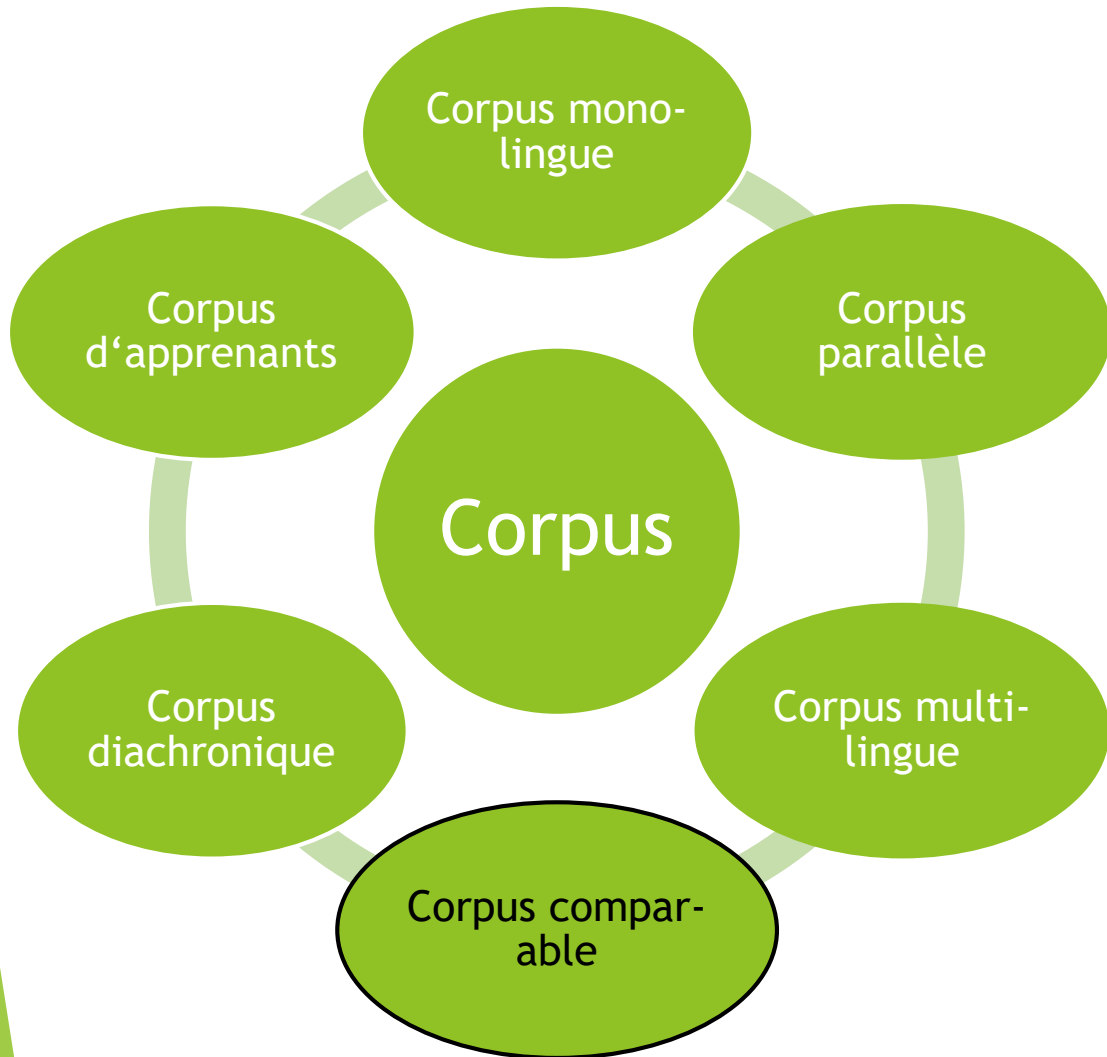 Corpus mono-
lingue
Corpus
d‘apprenants
Corpus
parallèle
Corpus
Corpus
diachronique
Corpus multi-
lingue
Corpus compar-
able